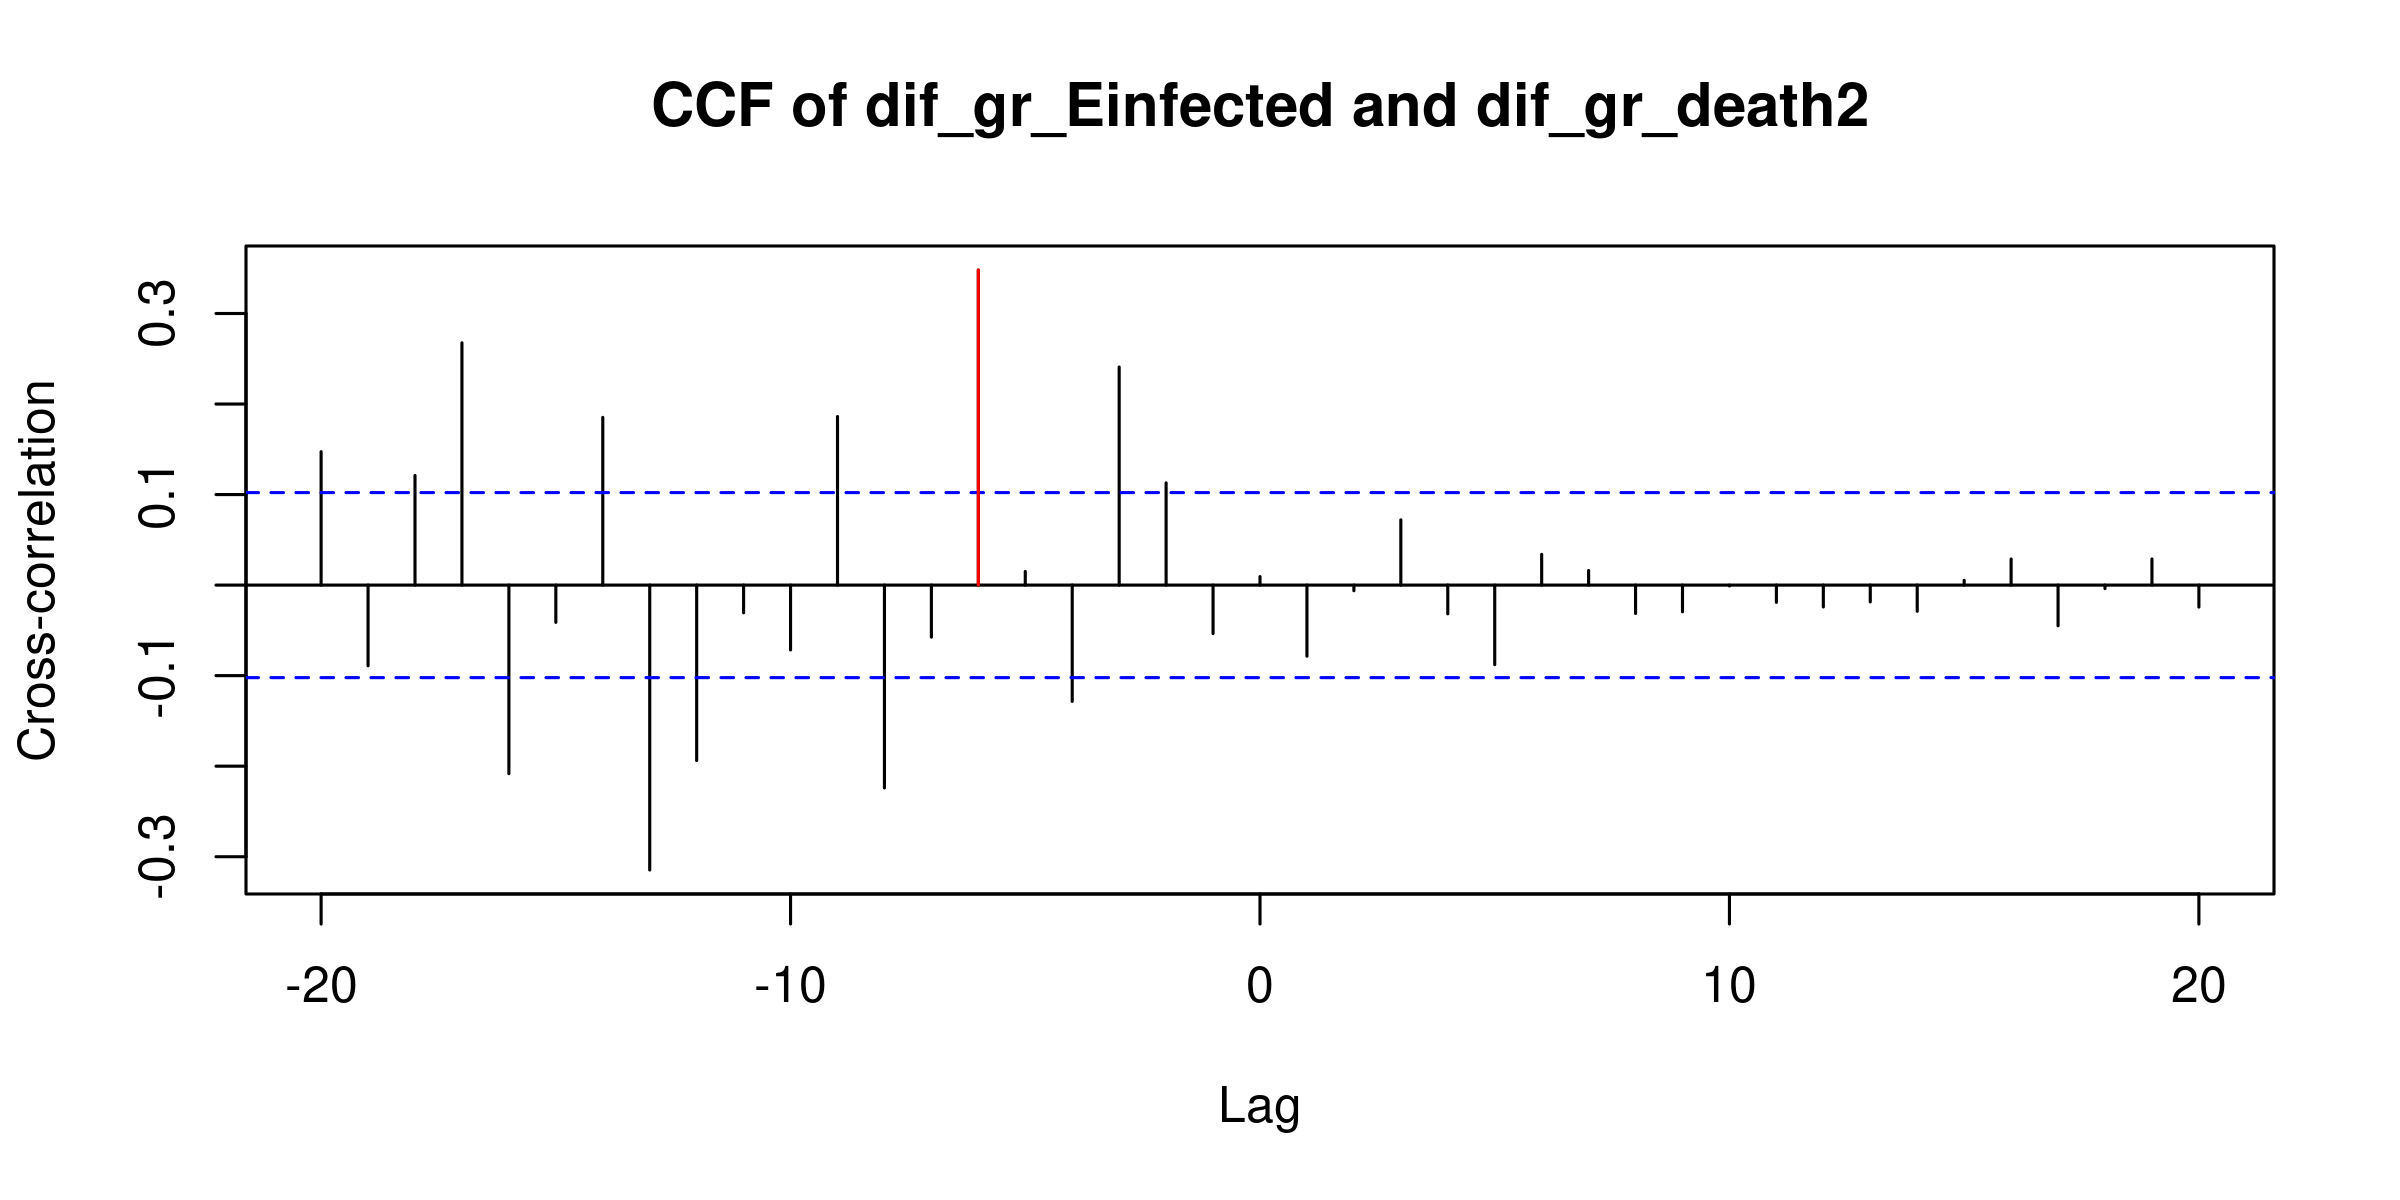 CCF of dif_gr_Einfected and dif_gr_death2
Cross-correlation
0.3
0.1
-0.1
-0.3
-20 -10 0 10 20
Lag